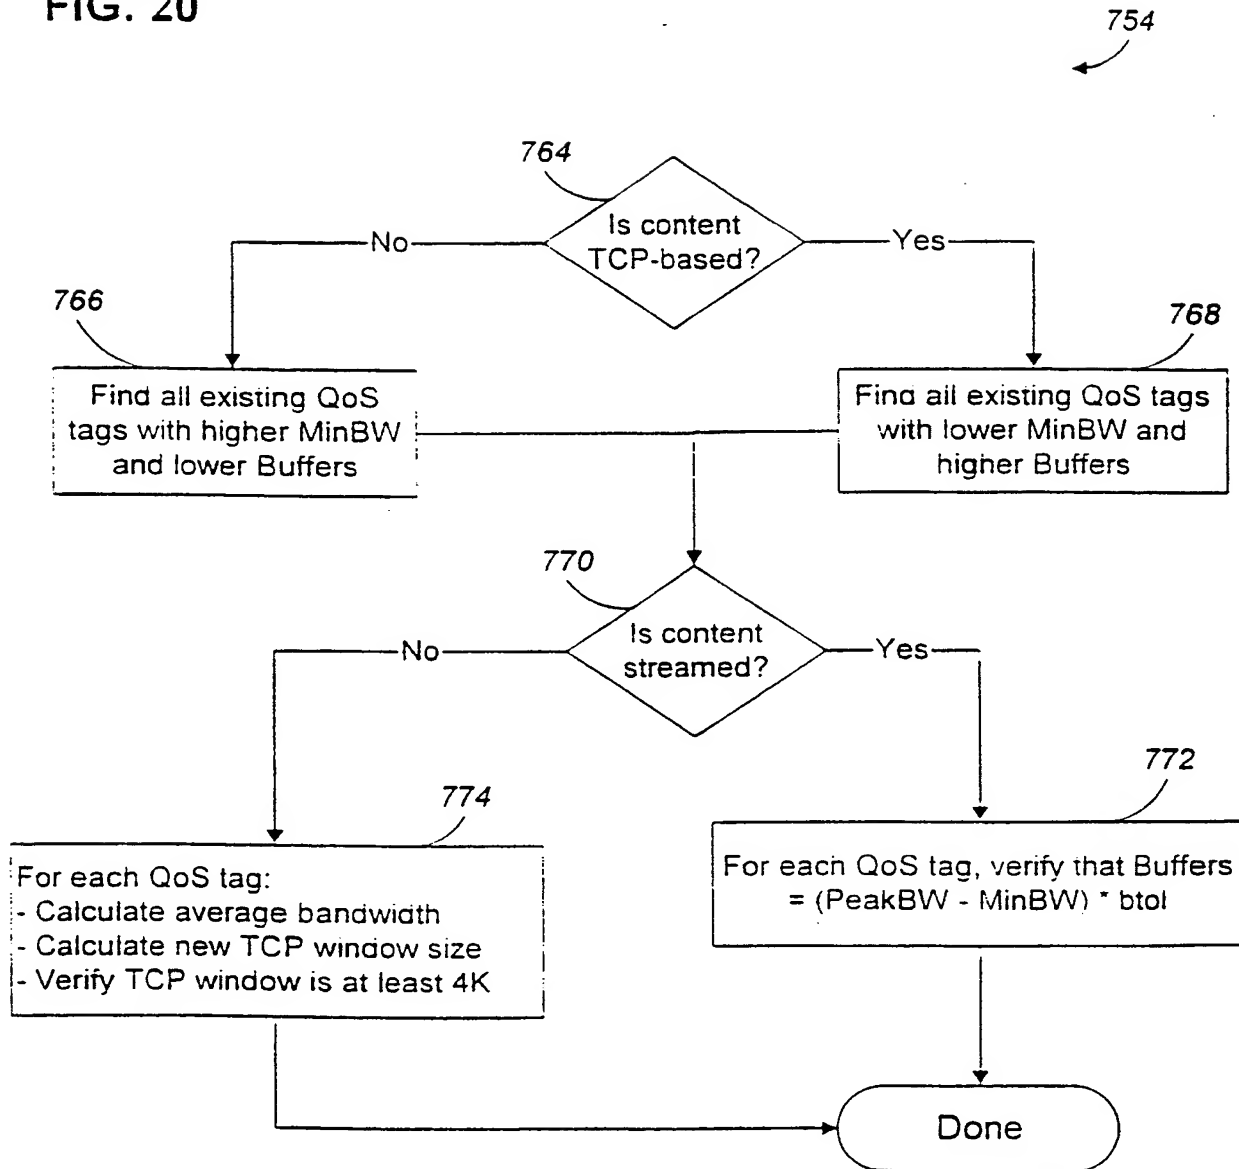 FIG. 20
754
764
Is content
TCP-based?
No
Yes
766
768
Find all existing QoS
tags with higher MinBW
and lower Buffers
Find all existing QoS tags
with lower MinBW and
higher Buffers
770
Is content
streamed?
No
Yes
772
774
For each QoS tag:
- Calculate average bandwidth
- Calculate new TCP window size
- Verify TCP window is at least 4K
For each QoS tag, verify that Buffers
= (PeakBW - MinBW) * btol
Done